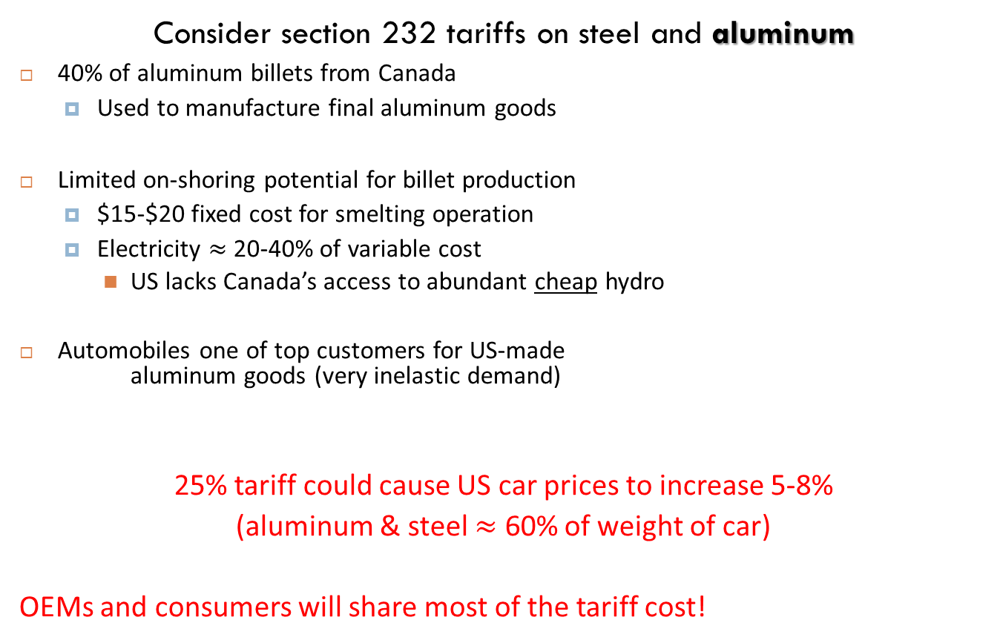 Consider section 232 tariffs on steel and aluminum
40% of aluminum billets from Canada
Used to manufacture final aluminum goods
Limited on-shoring potential for billet production
$15-$20 fixed cost for smelting operation
Electricity ≈ 20-40% of variable cost
US lacks Canada's access to abundant cheap hydro
Automobiles one of top customers for US-made
aluminum goods (very inelastic demand)
25% tariff could cause US car prices to increase 5-8%
(aluminum & steel ≈ 60% of weight of car)
OEMs and consumers will share most of the tariff cost!